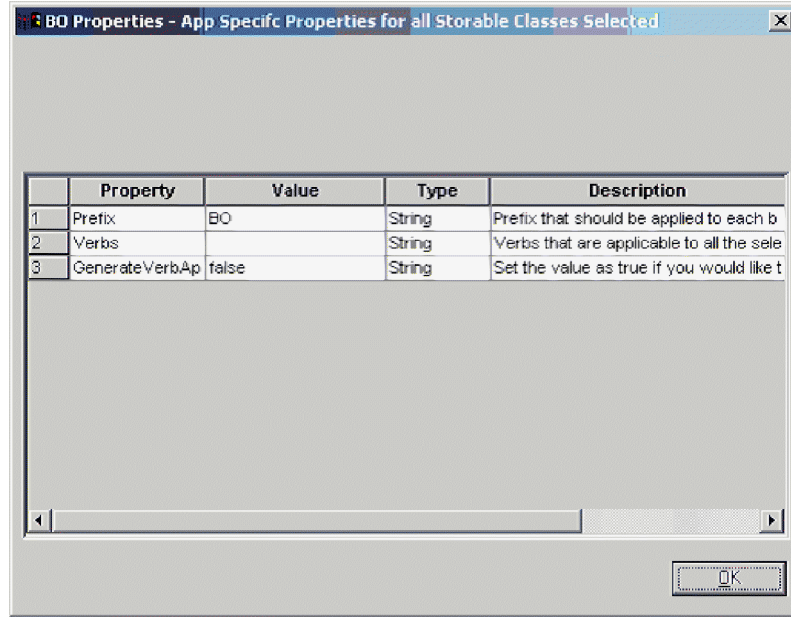 BO Properties - App Specifc Properties for all Storable Classes Selected
Property Value Type Description
1 Prefix BO String Prefix that should be applied to each b
2 Verbs String Verbs that are applicable to all the sele
3 GenerateVerbAp false String Set the value as true if you would like t
OK